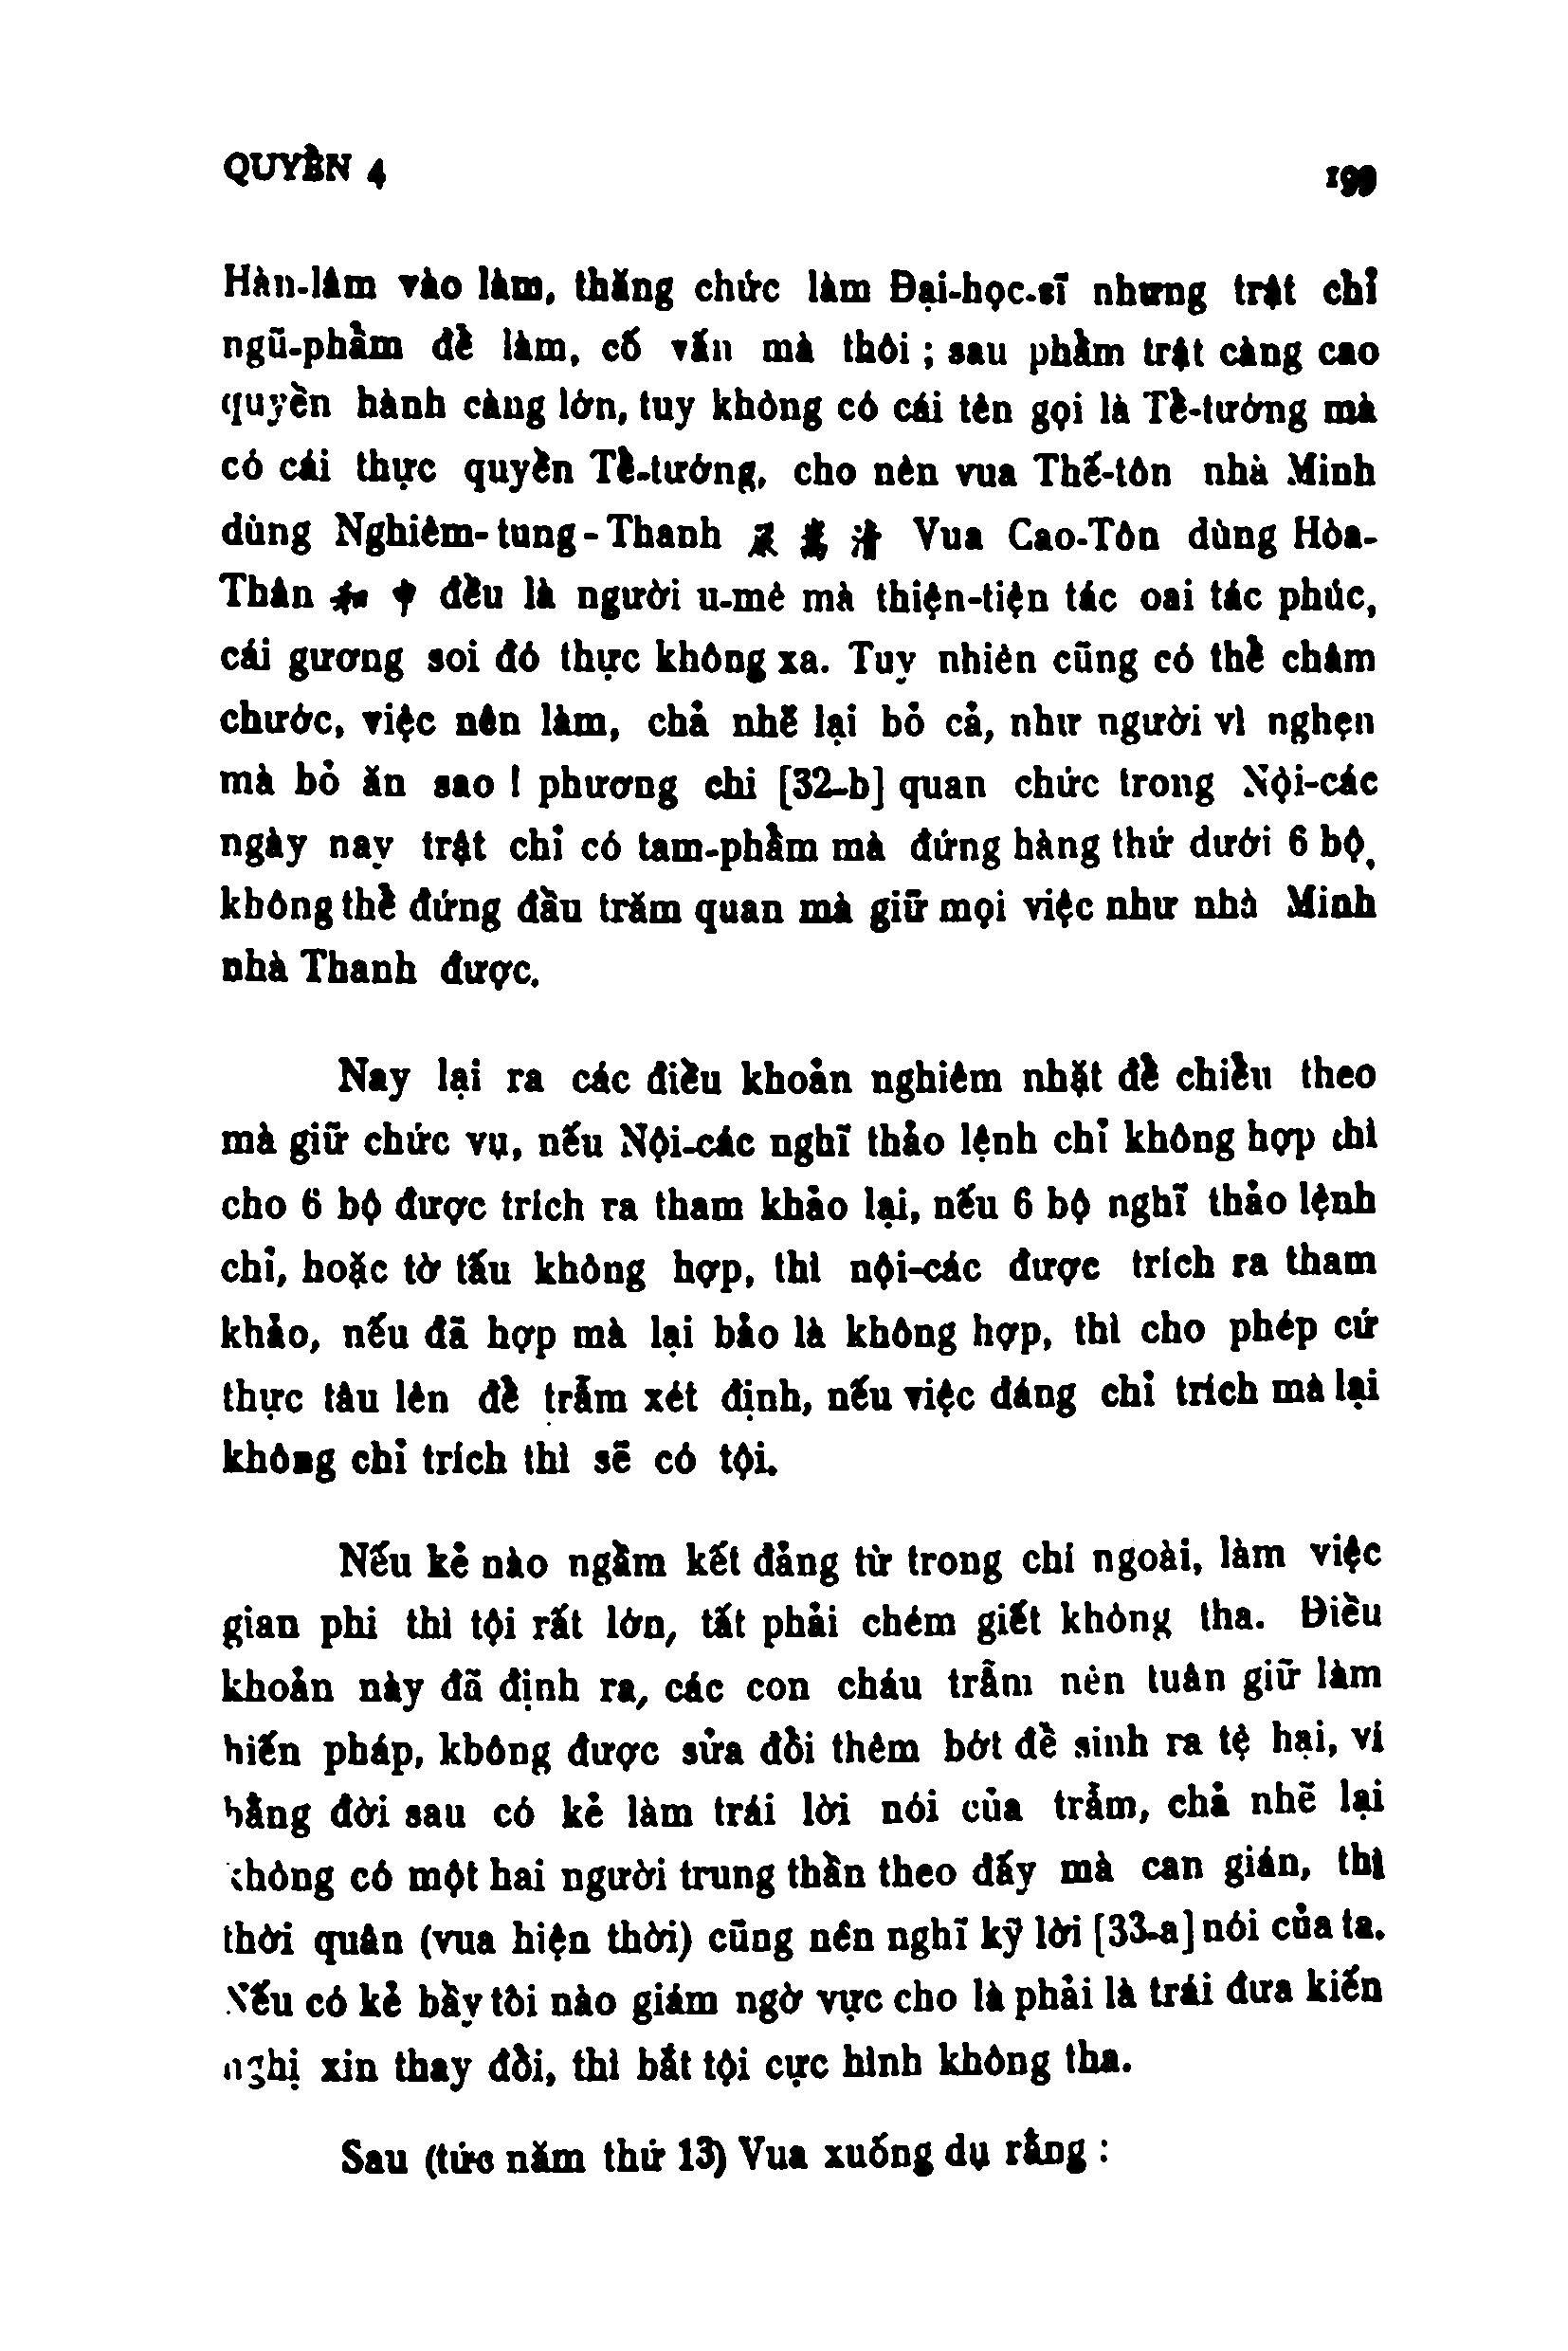 QUYỂN 4
199
Hàn-lâm vào làm, thăng chức làm Đại-học-sĩ nhưng trật chỉ
ngũ-phẩm để làm, cố vấn mà thôi ; sau phẩm trật càng cao
quyền hành càng lớn, tuy không có cái tên gọi là Tể-tướng mà
có cái thực quyền Tể-tướng, cho nên vua Thế-tôn nhà Minh
dùng Nghiêm-tung-Thanh Vua Cao-Tôn dùng Hòa-
Thân 和 đều là người u-mê mà thiện-tiện tác oai tác phúc,
cái gương soi đó thực không xa. Tuy nhiên cũng có thể châm
chước, việc nên làm, chả nhẽ lại bỏ cả, như người vì nghẹn
mà bỏ ăn sao ! phương chi [32-b] quan chức trong Nội-các
ngày nay trật chỉ có tam-phẩm mà đứng hàng thứ dưới 6 bộ,
không thể đứng đầu trăm quan mà giữ mọi việc như nhà Minh
nhà Thanh được.
Nay lại ra các điều khoản nghiêm nhặt để chiểu theo
mà giữ chức vụ, nếu Nội-các nghĩ thảo lệnh chỉ không hợp thì
cho 6 bộ được trích ra tham khảo lại, nếu 6 bộ nghĩ thảo lệnh
chỉ, hoặc tờ tấu không hợp, thì nội-các được trích ra tham
khảo, nếu đã hợp mà lại bảo là không hợp, thì cho phép cứ
thực tâu lên để trẫm xét định, nếu việc dáng chỉ trích mà lại
không chỉ trích thì sẽ có tội.
Nếu kẻ nào ngầm kết đảng từ trong chí ngoài, làm việc
gian phi thì tội rất lớn, tất phải chém giết không tha. Điều
khoản này đã định ra, các con cháu trẫm nên tuân giữ làm
hiến pháp, không được sửa đổi thêm bớt để sinh ra tệ hại, ví
bằng đời sau có kẻ làm trái lời nói của trẫm, chả nhẽ lại
không có một hai người trung thần theo đấy mà can gián, thì
thời quân (vua hiện thời) cũng nên nghĩ kỹ lời [33-a] nói của ta.
Nếu có kẻ bầy tôi nào giám ngờ vực cho là phải là trái đưa kiến
nghị xin thay đổi, thì bắt tội cực hình không tha.
Sau (tức năm thứ 13) Vua xuống dụ rằng :